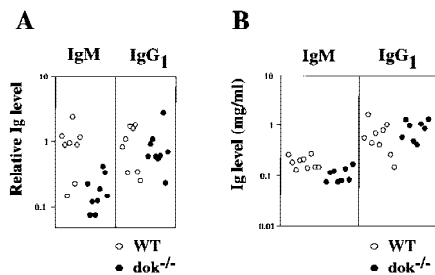 A
IgM IgG1
Relative Ig level
10
1
0.1
WT
dok-/-
B
IgM IgG1
Ig level (mg/ml)
10
1
0.1
0.01
WT
dok-/-